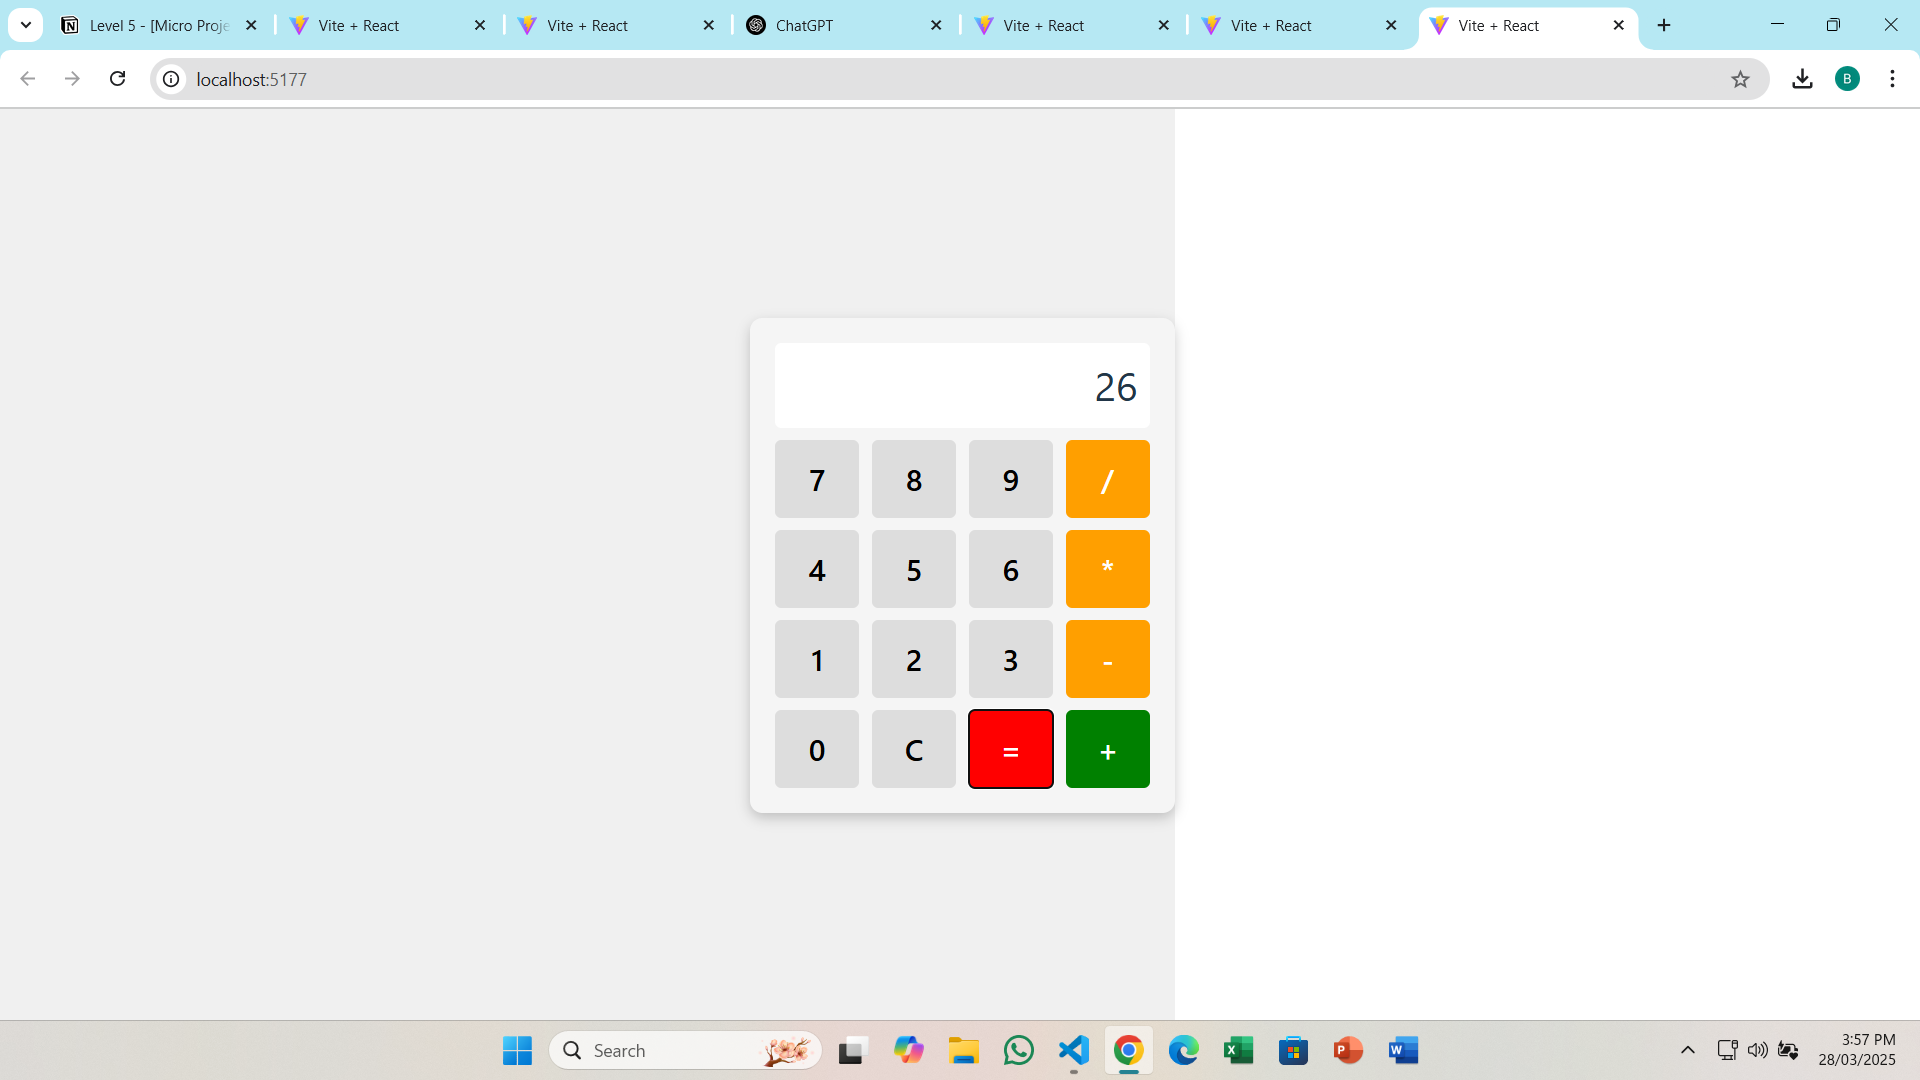 Level 5 - [Micro Proje
Vite + React
Vite + React
ChatGPT
Vite + React
Vite + React
Vite + React
localhost:5177
B
26
7 8 9 /
4 5 6 *
1 2 3 -
0 C = +
Search
3:57 PM
28/03/2025